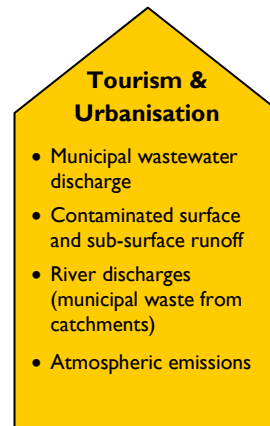 Tourism &
Urbanisation
• Municipal wastewater
discharge
• Contaminated surface
and sub-surface runoff
• River discharges
(municipal waste from
catchments)
• Atmospheric emissions